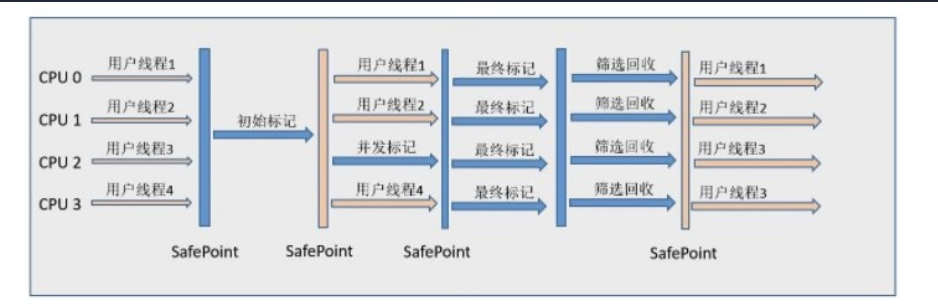 CPU 0 用户线程1 用户线程1 最终标记 筛选回收 用户线程1
CPU 1 用户线程2 初始标记 用户线程2 最终标记 筛选回收 用户线程2
CPU 2 用户线程3 并发标记 最终标记 筛选回收 用户线程3
CPU 3 用户线程4 用户线程4 最终标记 筛选回收 用户线程3
SafePoint SafePoint SafePoint SafePoint